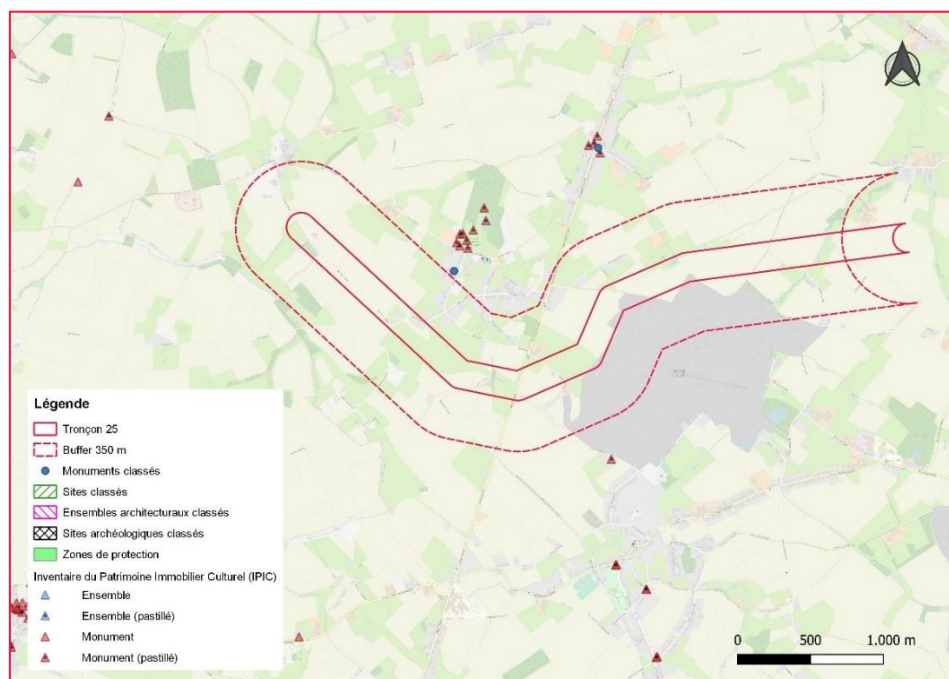 Légende
Tronçon 25
Buffer 350 m
Monuments classés
Sites classés
Ensembles architecturaux classés
Sites archéologiques classés
Zones de protection
Inventaire du Patrimoine Immobilier Culturel (IPIC)
Ensemble
Ensemble (pastillé)
Monument
Monument (pastillé)
0 500 1.000 m